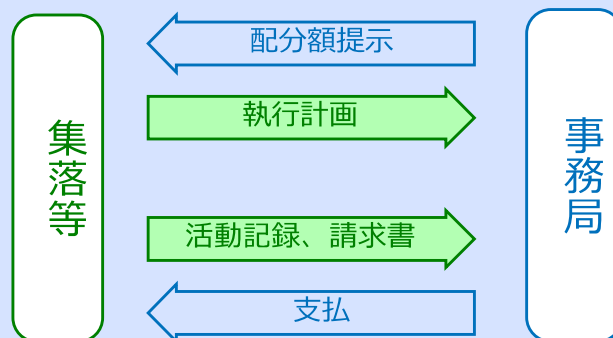 集落等
配分額提示
執行計画
活動記録、請求書
支払
事務局